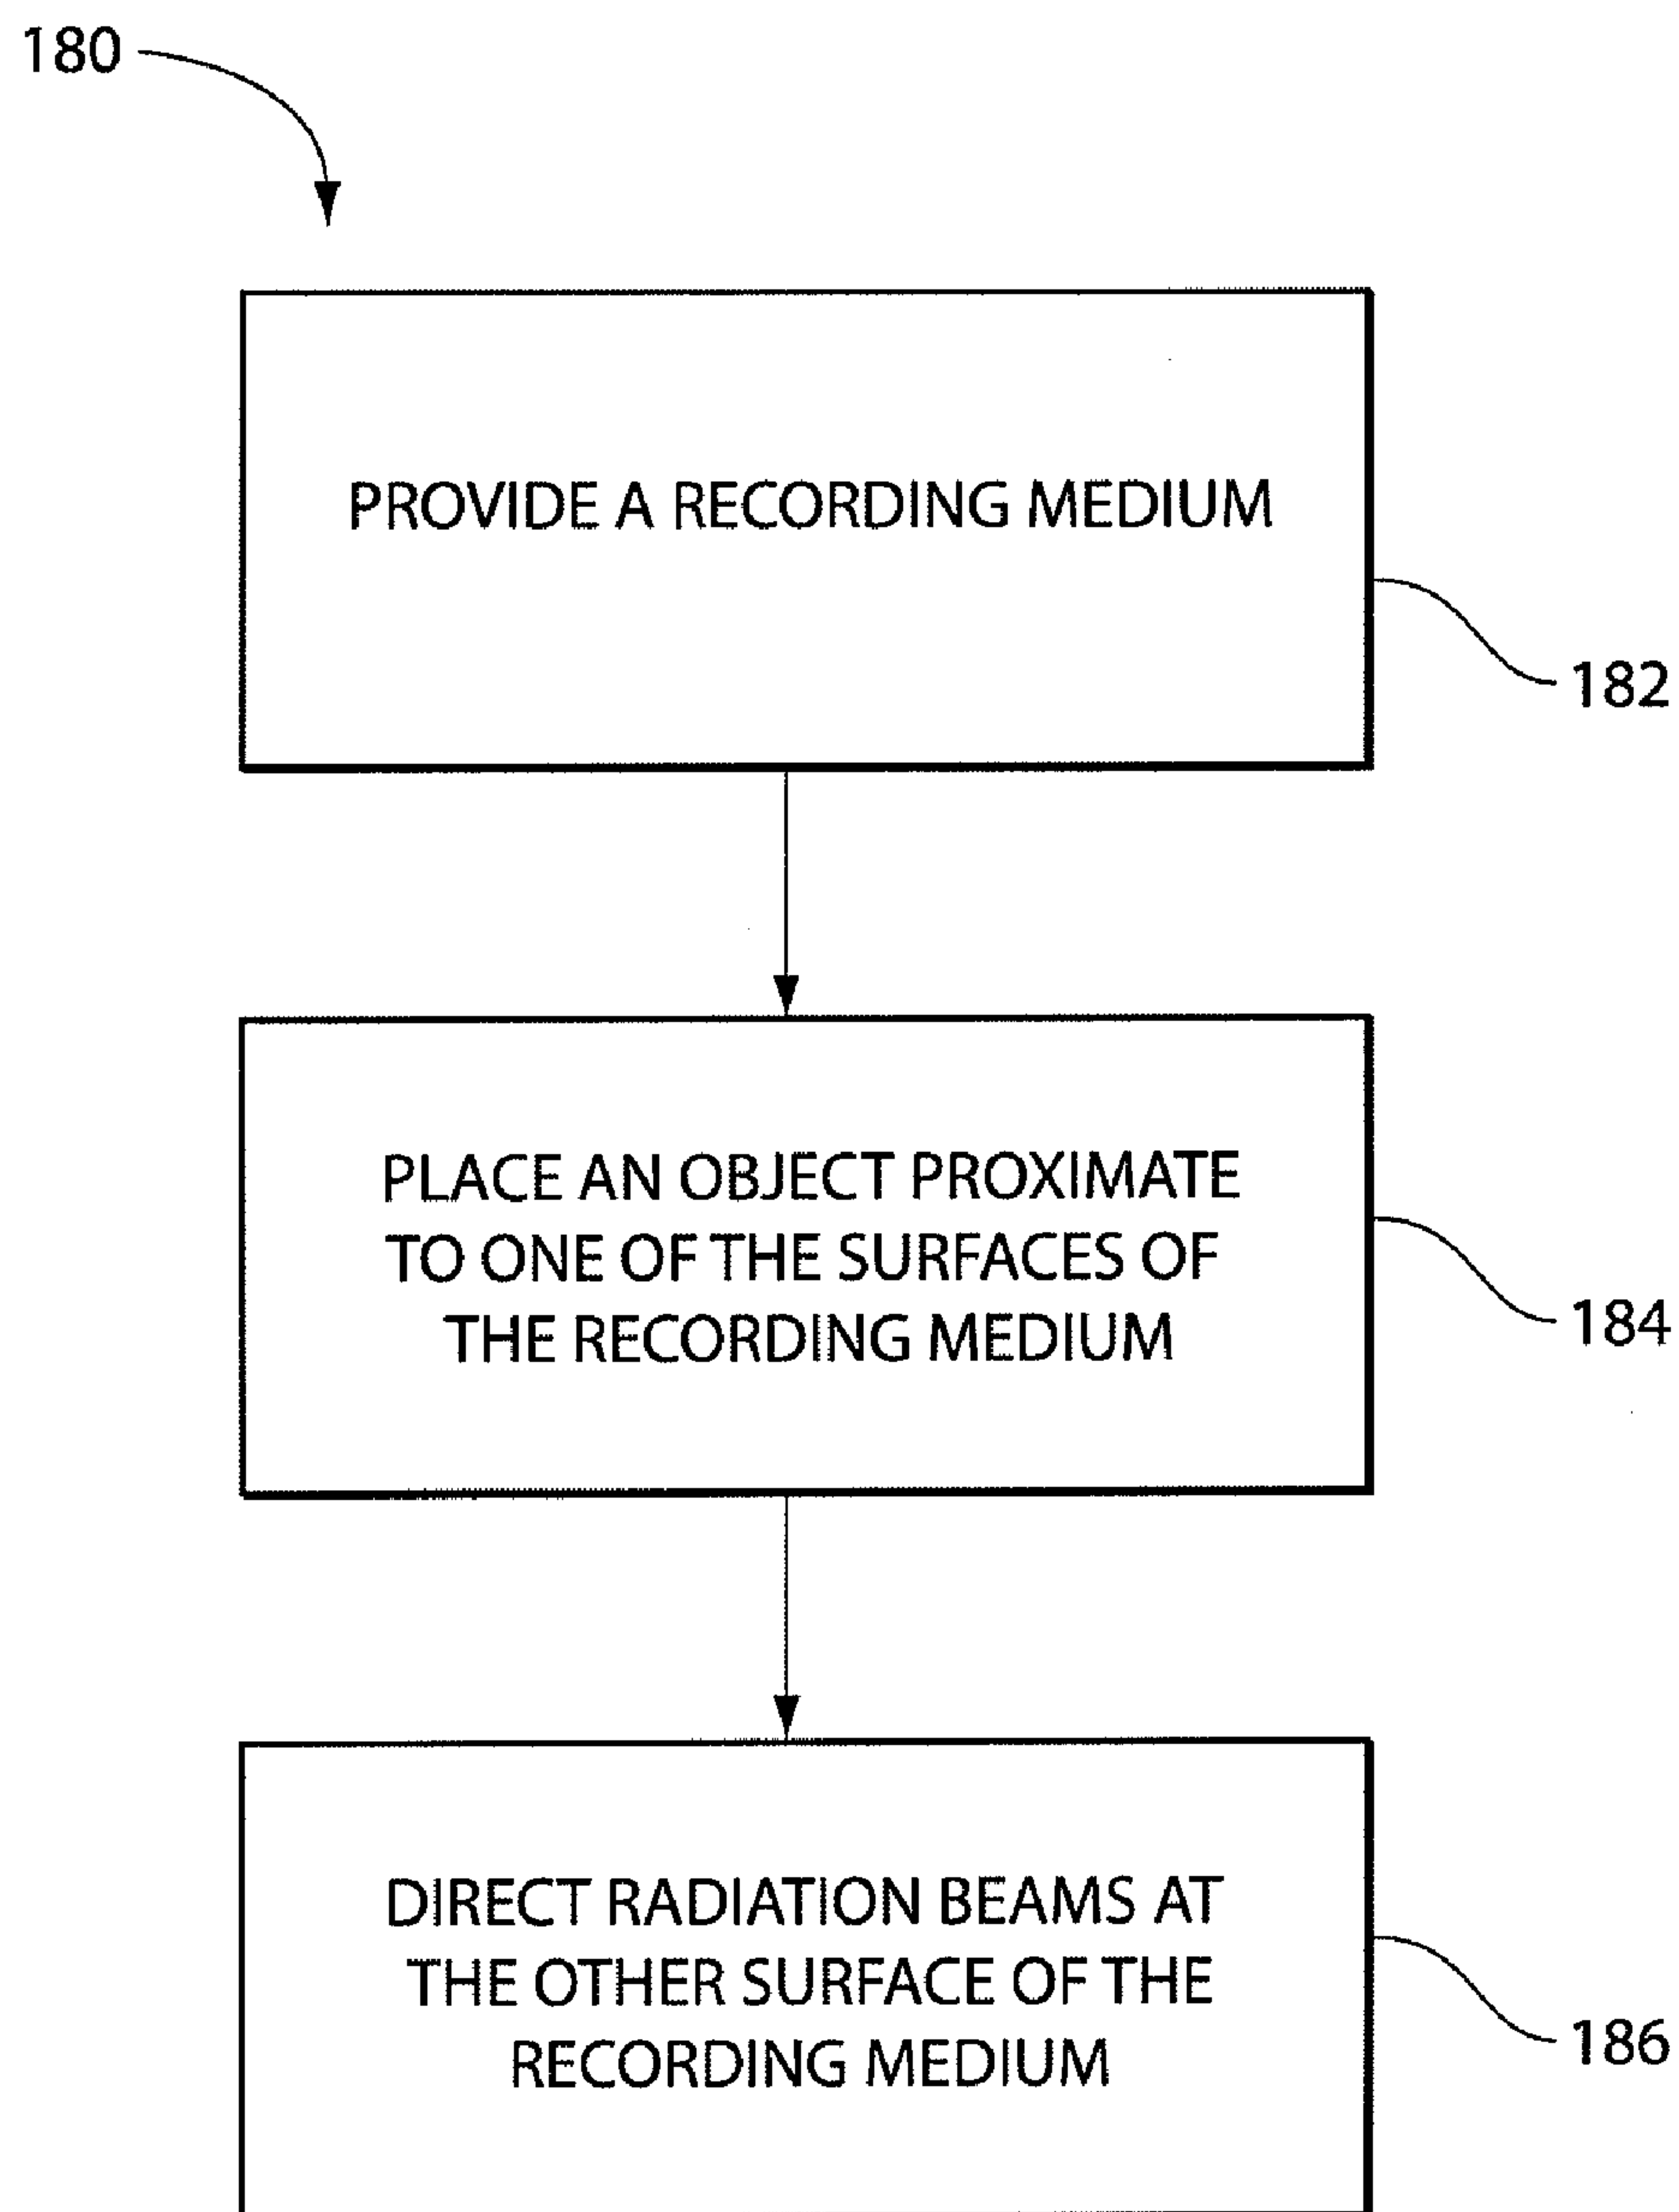 180
PROVIDE A RECORDING MEDIUM
182
PLACE AN OBJECT PROXIMATE
TO ONE OF THE SURFACES OF
THE RECORDING MEDIUM
184
DIRECT RADIATION BEAMS AT
THE OTHER SURFACE OF THE
RECORDING MEDIUM
186